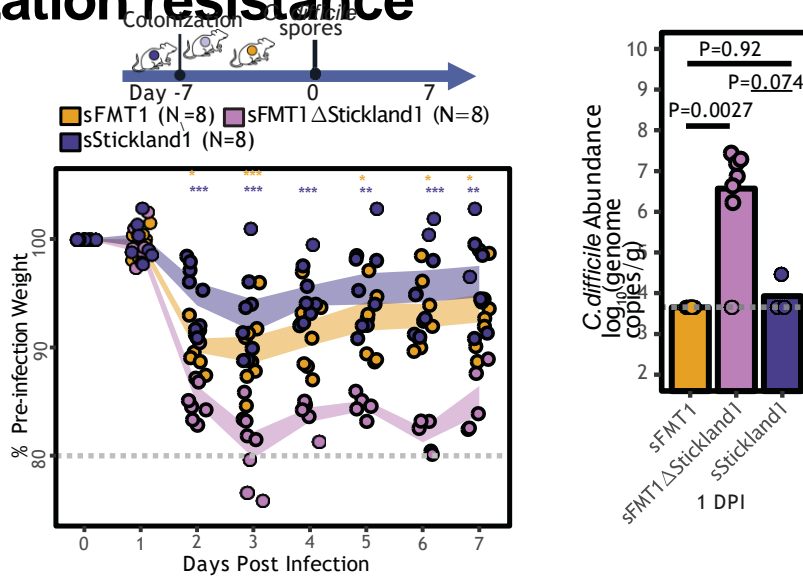 ation resistance
Colonization
C. difficile
spores
Day -7 0 7
sFMT1 (N=8) sFMT1ΔStickland1 (N=8)
sStickland1 (N=8)
* *** * * *
*** *** *** ** *** **
% Pre-infection Weight
100
90
80
0 1 2 3 4 5 6 7
Days Post Infection
C.difficile Abundance
log10(genome
copies/g)
10
9
8
7
6
5
4
3
2
P=0.92
P=0.074
P=0.0027
sFMT1
sFMT1ΔStickland1
sStickland1
1 DPI